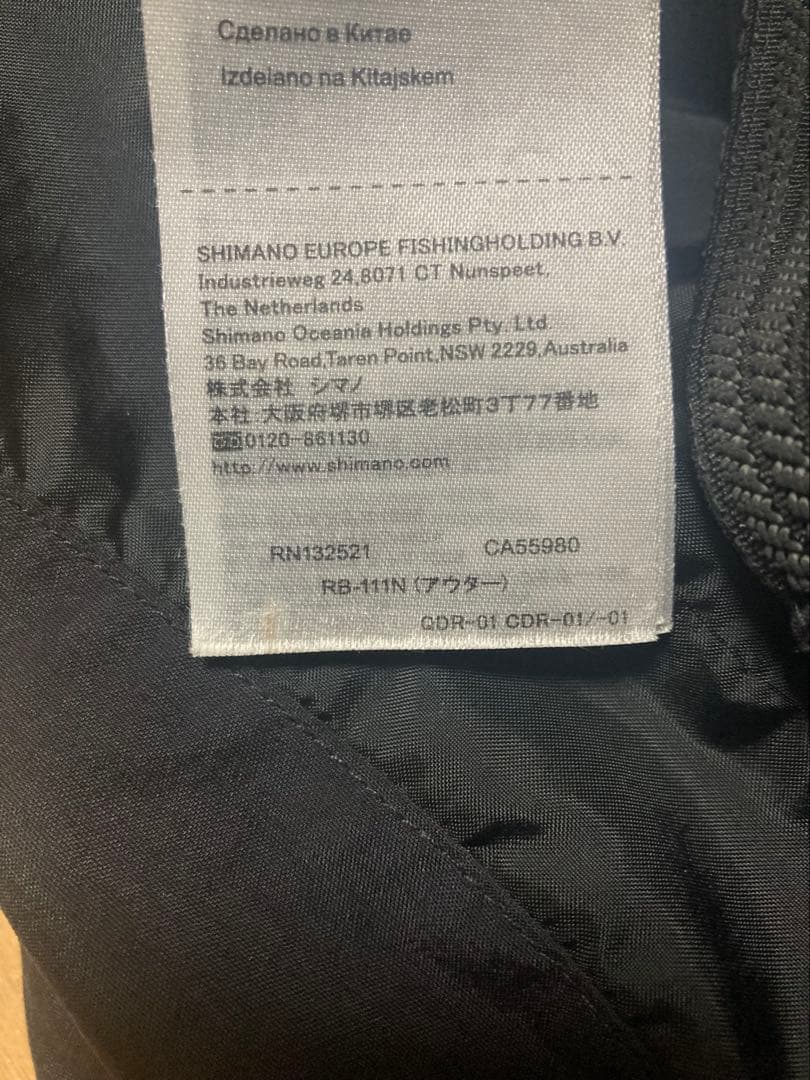 Сделано в Китае
Izdelano na Kitajskem
SHIMANO EUROPE FISHINGHOLDING B.V.
Industrieweg 24,8071 CT Nunspeet,
The Netherlands
Shimano Oceania Holdings Pty. Ltd
36 Bay Road,Taren Point,NSW 2229,Australia
株式会社 シマノ
本社:大阪府堺市堺区老松町3丁77番地
0120-861130
http://www.shimano.com
RN132521 CA55980
RB-111N (アウター)
CDR-01/-01